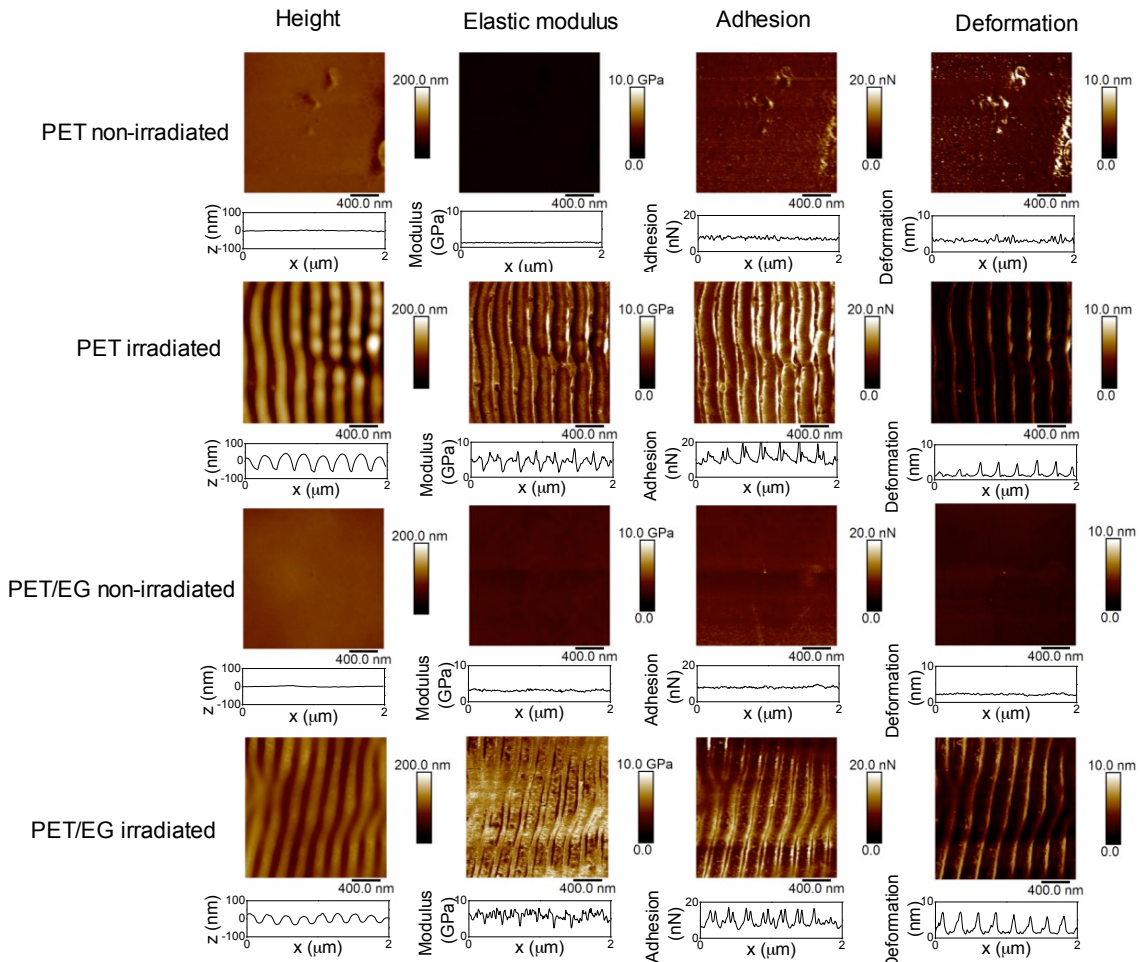 Height Elastic modulus Adhesion Deformation
PET non-irradiated
200.0 nm
10.0 GPa
0.0
20.0 nN
0.0
10.0 nm
0.0
400.0 nm 400.0 nm 400.0 nm 400.0 nm
z (nm) 100 0 -100 0 2 x (μm)
Modulus (GPa) 10 0 0 2 x (μm)
Adhesion (nN) 20 0 0 2 x (μm)
Deformation (nm) 10 0 0 2 x (μm)
PET irradiated
200.0 nm
10.0 GPa
0.0
20.0 nN
0.0
10.0 nm
0.0
400.0 nm 400.0 nm 400.0 nm 400.0 nm
z (nm) 100 0 -100 0 2 x (μm)
Modulus (GPa) 10 0 0 2 x (μm)
Adhesion (nN) 20 0 0 2 x (μm)
Deformation (nm) 10 0 0 2 x (μm)
PET/EG non-irradiated
200.0 nm
10.0 GPa
0.0
20.0 nN
0.0
10.0 nm
0.0
400.0 nm 400.0 nm 400.0 nm 400.0 nm
z (nm) 100 0 -100 0 2 x (μm)
Modulus (GPa) 10 0 0 2 x (μm)
Adhesion (nN) 20 0 0 2 x (μm)
Deformation (nm) 10 0 0 2 x (μm)
PET/EG irradiated
200.0 nm
10.0 GPa
0.0
20.0 nN
0.0
10.0 nm
0.0
400.0 nm 400.0 nm 400.0 nm 400.0 nm
z (nm) 100 0 -100 0 2 x (μm)
Modulus (GPa) 10 0 0 2 x (μm)
Adhesion (nN) 20 0 0 2 x (μm)
Deformation (nm) 10 0 0 2 x (μm)